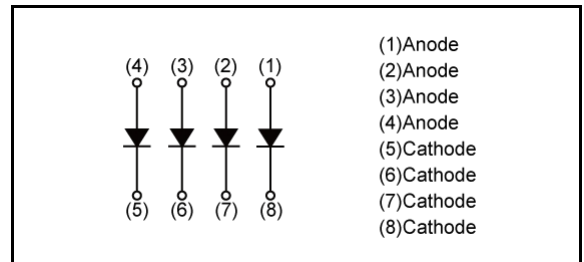 (4) (3) (2) (1)
(5) (6) (7) (8)
(1)Anode
(2)Anode
(3)Anode
(4)Anode
(5)Cathode
(6)Cathode
(7)Cathode
(8)Cathode